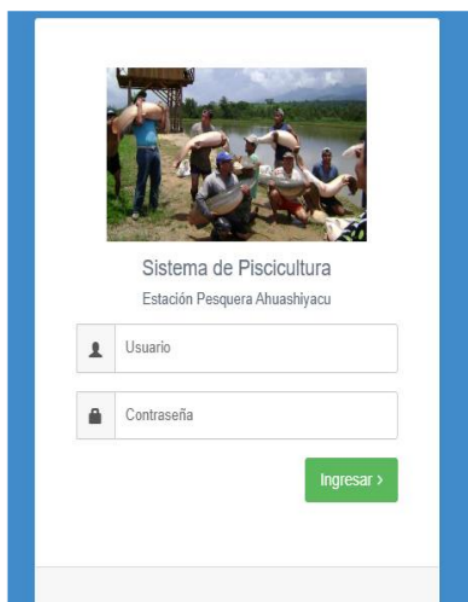 Sistema de Piscicultura
Estación Pesquera Ahuashiyacu
Usuario
Contraseña
Ingresar >